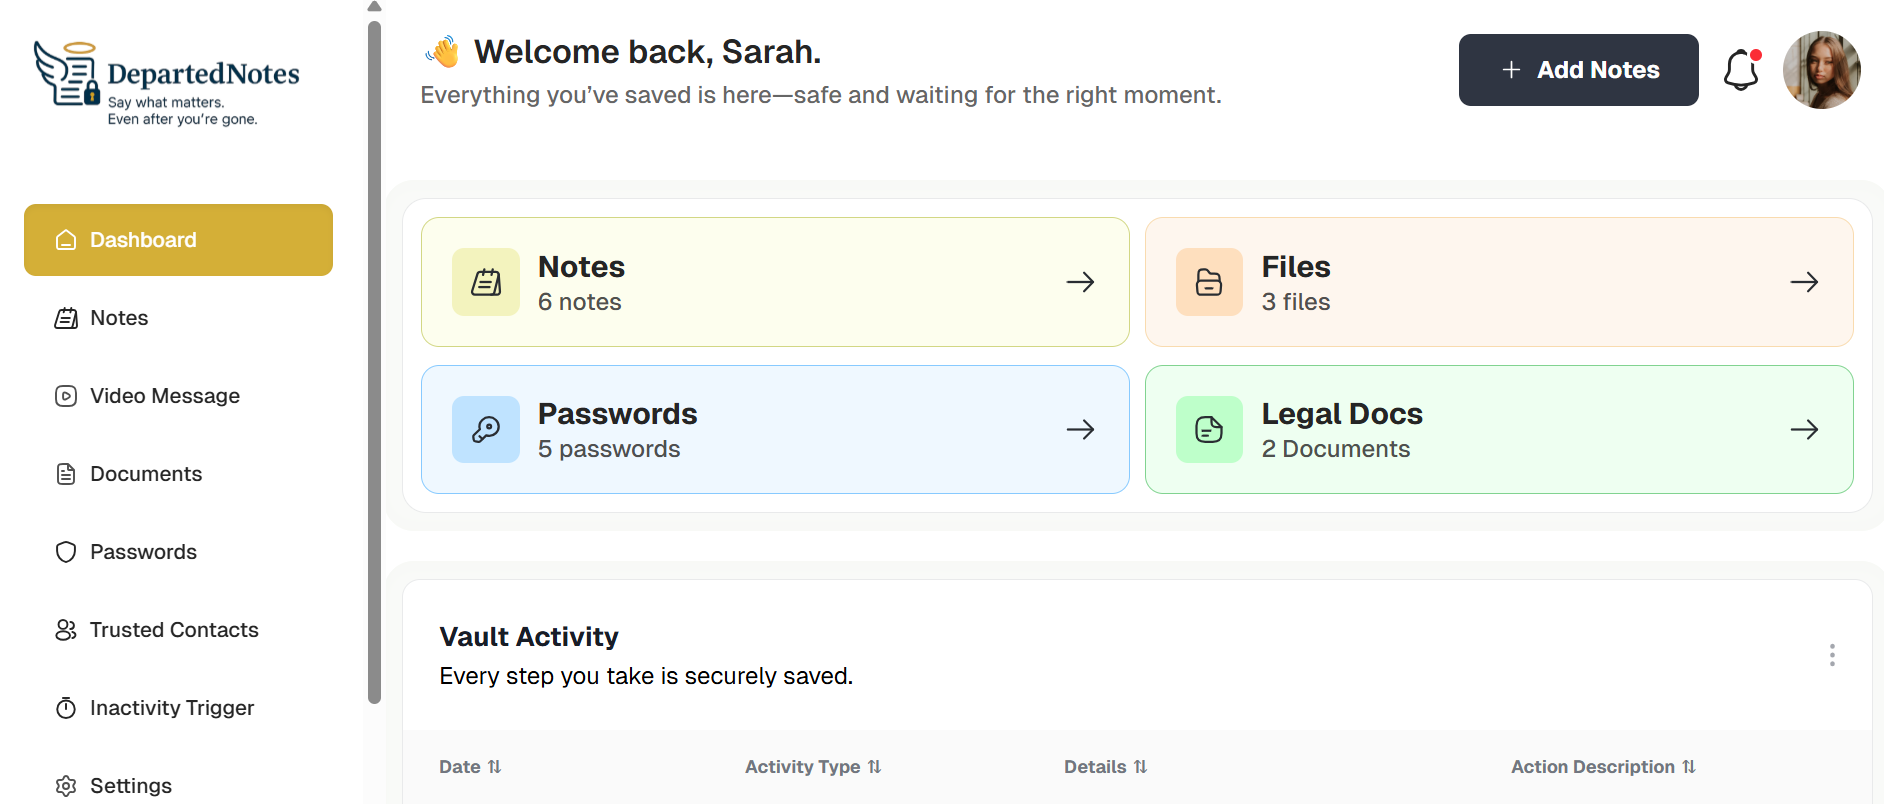 DepartedNotes
Say what matters.
Even after you're gone.
Dashboard
Notes
Video Message
Documents
Passwords
Trusted Contacts
Inactivity Trigger
Settings
👋 Welcome back, Sarah.
Everything you've saved is here—safe and waiting for the right moment.
+ Add Notes
Notes
6 notes
Files
3 files
Passwords
5 passwords
Legal Docs
2 Documents
Vault Activity
Every step you take is securely saved.
Date Activity Type Details Action Description